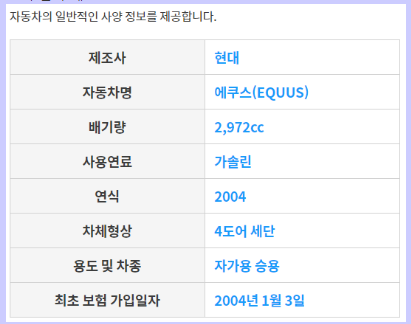 자동차의 일반적인 사양 정보를 제공합니다.
제조사 현대
자동차명 에쿠스(EQUUS)
배기량 2,972cc
사용연료 가솔린
연식 2004
차체형상 4도어 세단
용도 및 차종 자가용 승용
최초 보험 가입일자 2004년 1월 3일